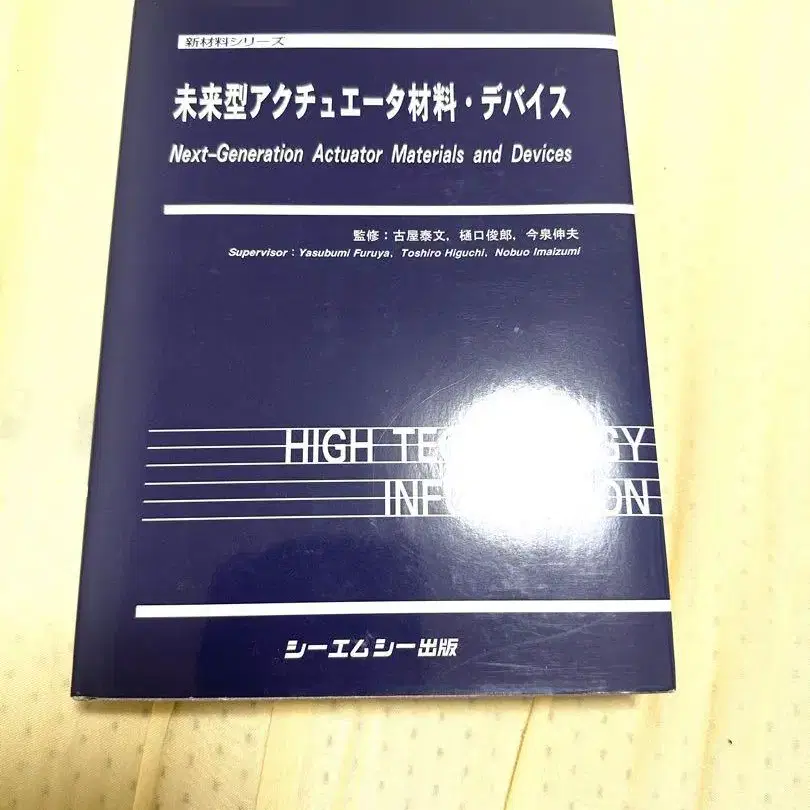 新材料シリーズ
未来型アクチュエータ材料・デバイス
Next-Generation Actuator Materials and Devices
監修：古屋泰文，樋口俊郎，今泉伸夫
Supervisor : Yasubumi Furuya, Toshiro Higuchi, Nobuo Imaizumi
HIGH
シーエムシー出版